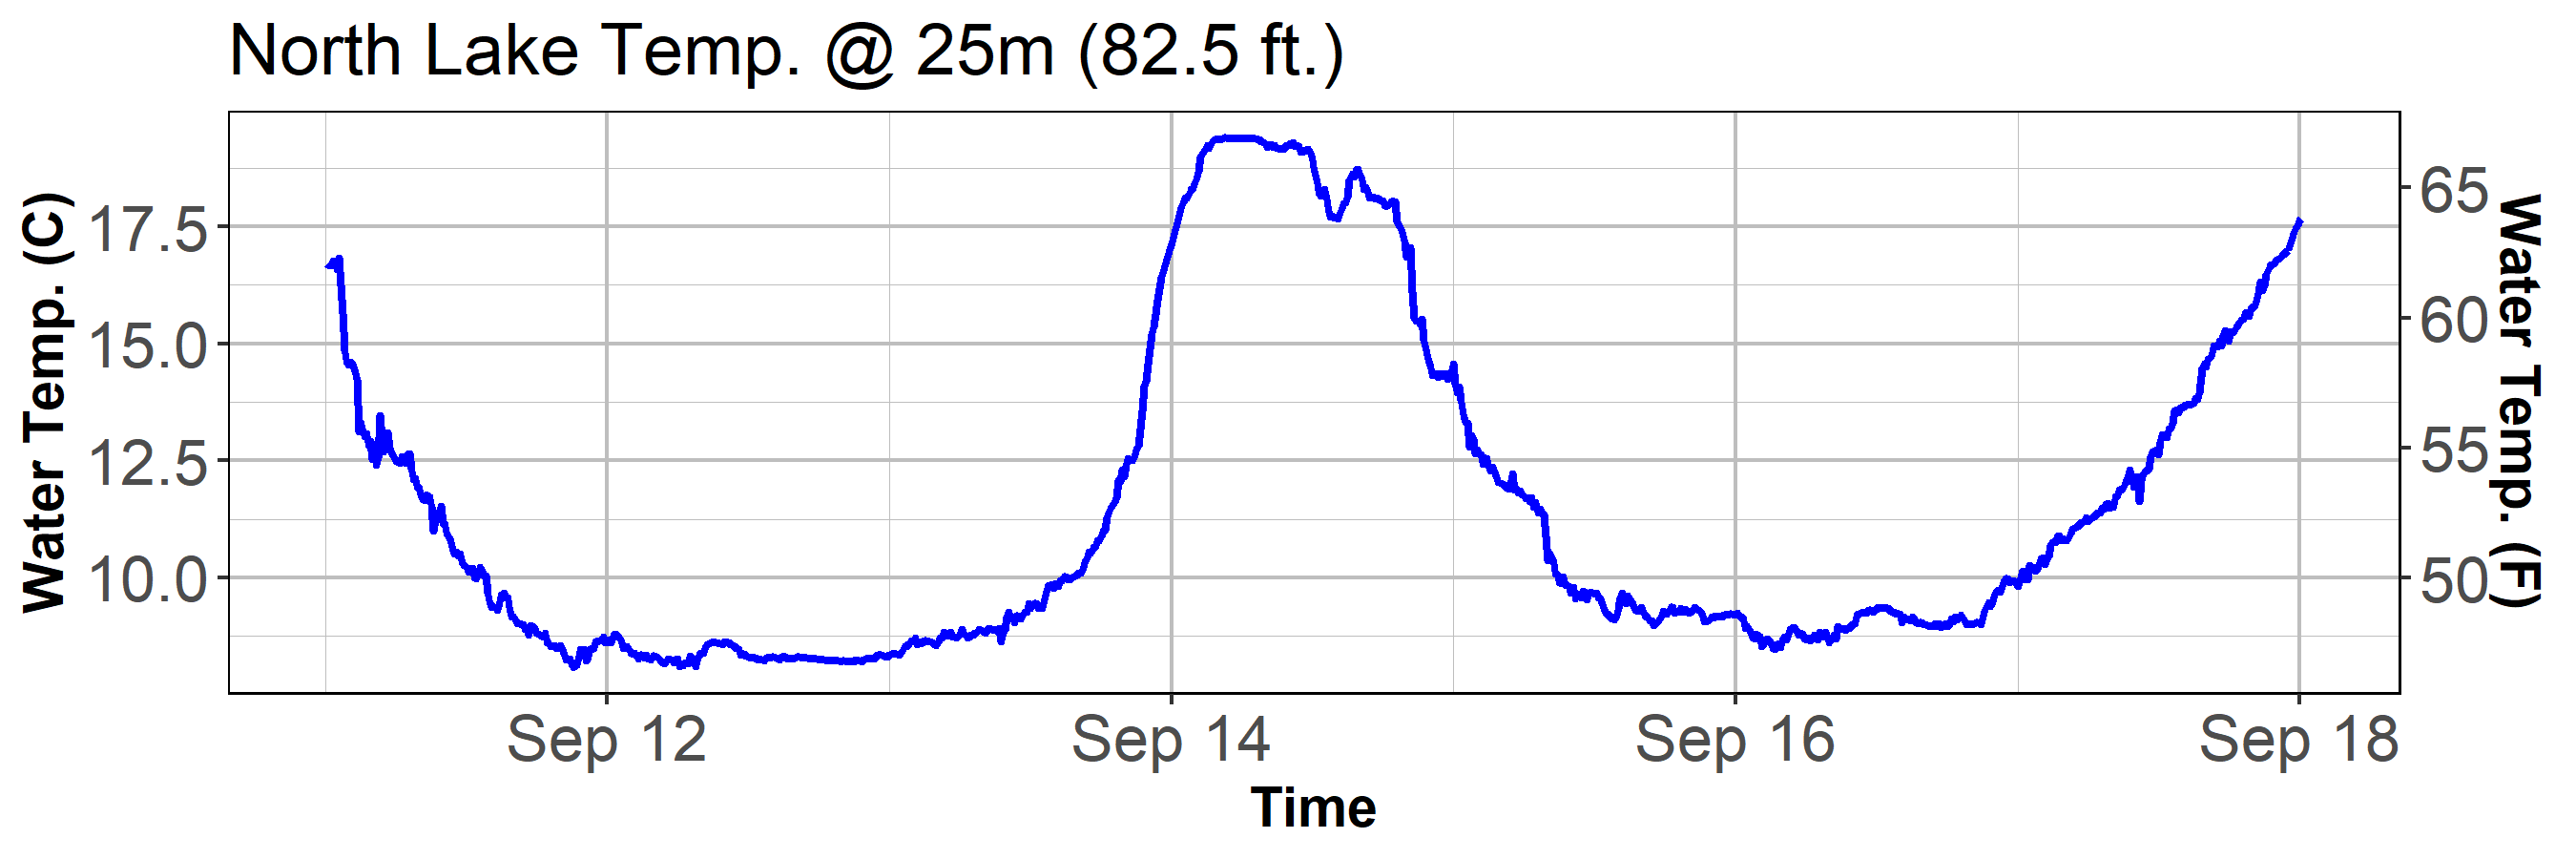 North Lake Temp. @ 25m (82.5 ft.)
Water Temp. (C)
17.5
15.0
12.5
10.0
65
60
55
50
Water Temp. (F)
Sep 12
Sep 14
Sep 16
Sep 18
Time